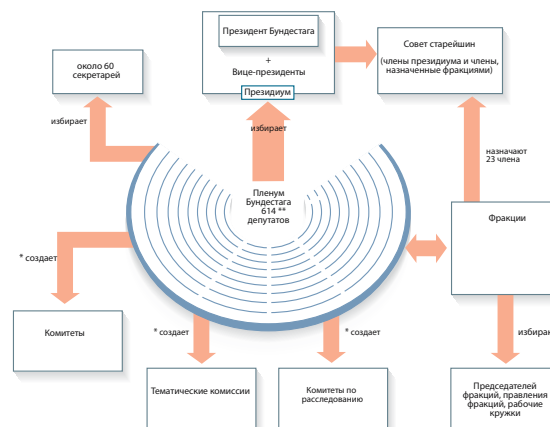 Президент Бундестага
+
Вице-президенты
Президиум
Совет старейшин
(члены президиума и члены,
назначенные фракциями)
около 60
секретарей
избирает
избирает
назначают
23 члена
Пленум
Бундестага
614 **
депутатов
Фракции
* создает
Комитеты
* создает
* создает
избирак
Тематические комиссии
Комитеты по
расследованию
Председателей
фракций, правления
фракций, рабочие
кружки